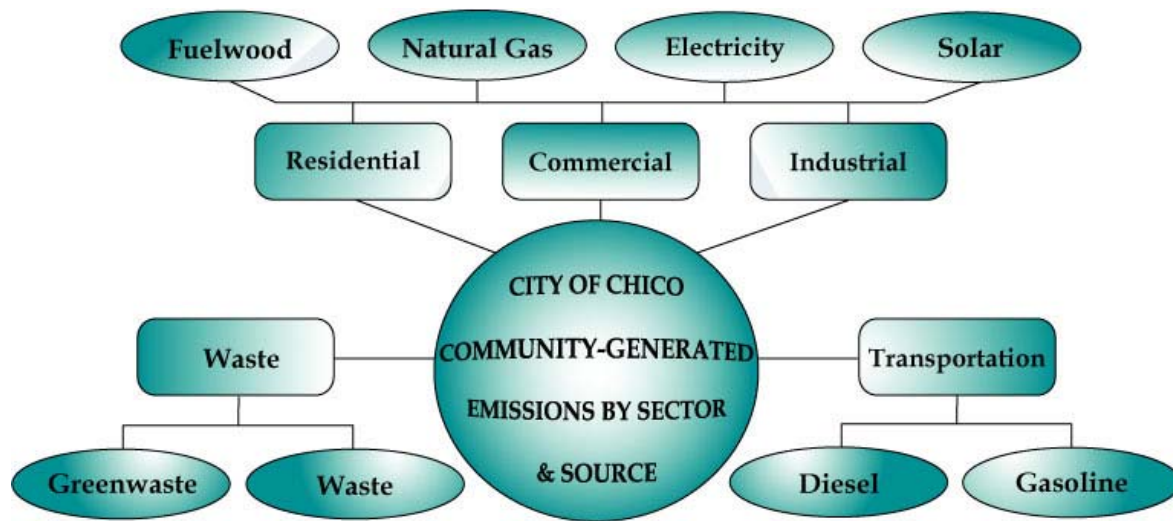 Fuelwood
Natural Gas
Electricity
Solar
Residential
Commercial
Industrial
CITY OF CHICO
COMMUNITY-GENERATED
EMISSIONS BY SECTOR
& SOURCE
Waste
Transportation
Greenwaste
Waste
Diesel
Gasoline